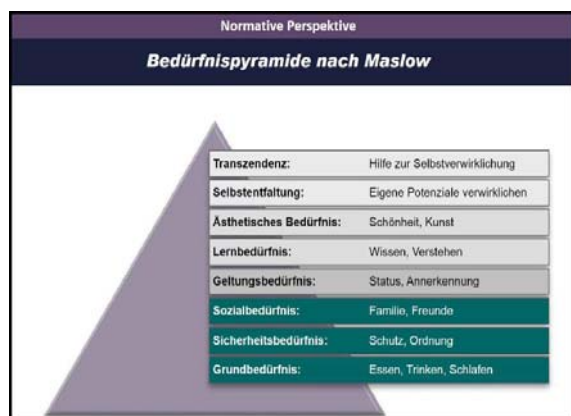 Normative Perspektive
Bedürfnispyramide nach Maslow
Transzendenz: Hilfe zur Selbstverwirklichung
Selbstentfaltung: Eigene Potenziale verwirklichen
Ästhetisches Bedürfnis: Schönheit, Kunst
Lernbedürfnis: Wissen, Verstehen
Geltungsbedürfnis: Status, Annerkennung
Sozialbedürfnis: Familie, Freunde
Sicherheitsbedürfnis: Schutz, Ordnung
Grundbedürfnis: Essen, Trinken, Schlafen